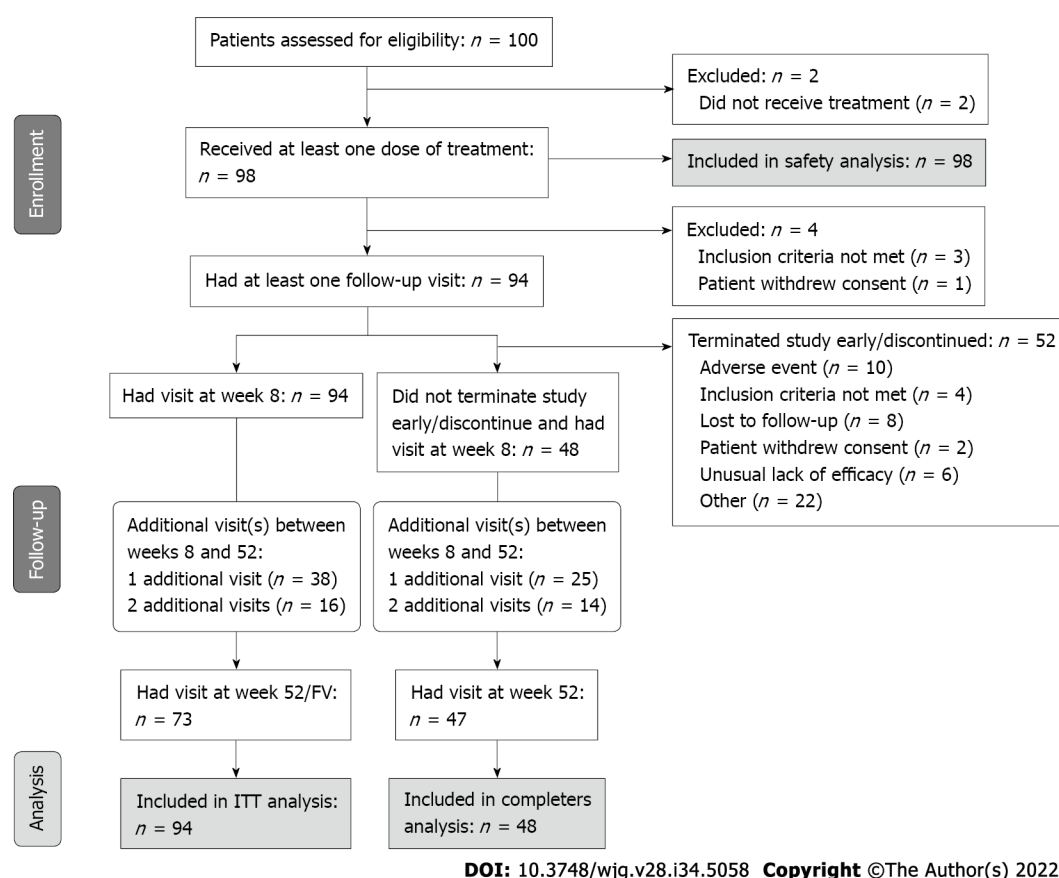 Patients assessed for eligibility: n = 100
Excluded: n = 2
Did not receive treatment (n = 2)
Enrollment
Received at least one dose of treatment:
n = 98
Included in safety analysis: n = 98
Excluded: n = 4
Inclusion criteria not met (n = 3)
Patient withdrew consent (n = 1)
Had at least one follow-up visit: n = 94
Terminated study early/discontinued: n = 52
Adverse event (n = 10)
Inclusion criteria not met (n = 4)
Lost to follow-up (n = 8)
Patient withdrew consent (n = 2)
Unusual lack of efficacy (n = 6)
Other (n = 22)
Had visit at week 8: n = 94
Did not terminate study
early/discontinue and had
visit at week 8: n = 48
Follow-up
Additional visit(s) between
weeks 8 and 52:
1 additional visit (n = 38)
2 additional visits (n = 16)
Additional visit(s) between
weeks 8 and 52:
1 additional visit (n = 25)
2 additional visits (n = 14)
Had visit at week 52/FV:
n = 73
Had visit at week 52:
n = 47
Analysis
Included in ITT analysis:
n = 94
Included in completers
analysis: n = 48
DOI: 10.3748/wjg.v28.i34.5058 Copyright ©The Author(s) 2022